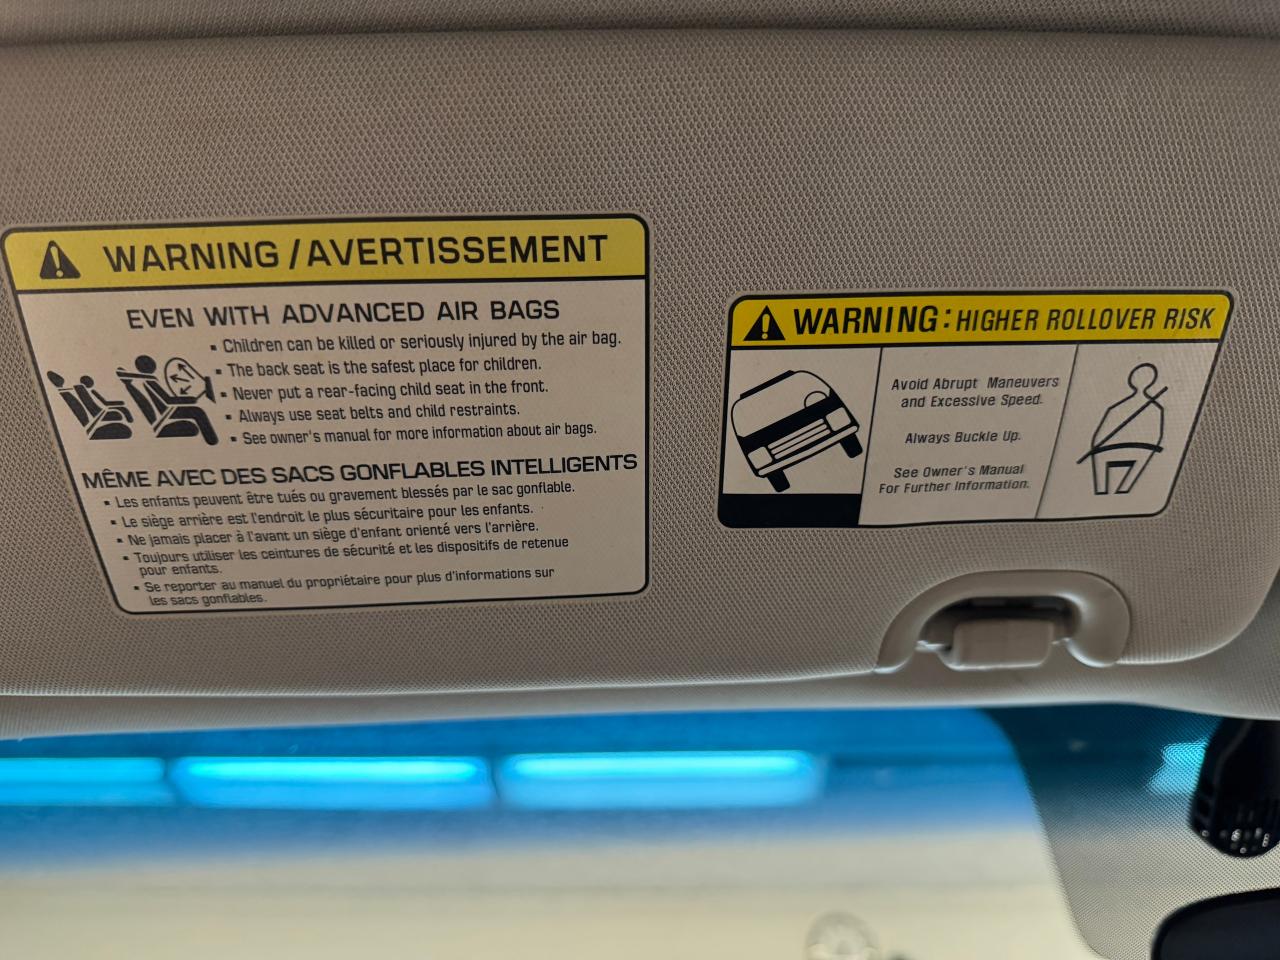 WARNING / AVERTISSEMENT
EVEN WITH ADVANCED AIR BAGS
▪ Children can be killed or seriously injured by the air bag.
▪ The back seat is the safest place for children.
▪ Never put a rear-facing child seat in the front.
▪ Always use seat belts and child restraints.
▪ See owner's manual for more information about air bags.
MÊME AVEC DES SACS GONFLABLES INTELLIGENTS
▪ Les enfants peuvent être tués ou gravement blessés par le sac gonflable.
▪ Le siège arrière est l'endroit le plus sécuritaire pour les enfants.
▪ Ne jamais placer à l'avant un siège d'enfant orienté vers l'arrière.
▪ Toujours utiliser les ceintures de sécurité et les dispositifs de retenue
pour enfants.
▪ Se reporter au manuel du propriétaire pour plus d'informations sur
les sacs gonflables.
WARNING: HIGHER ROLLOVER RISK
Avoid Abrupt Maneuvers
and Excessive Speed.
Always Buckle Up.
See Owner's Manual
For Further Information.